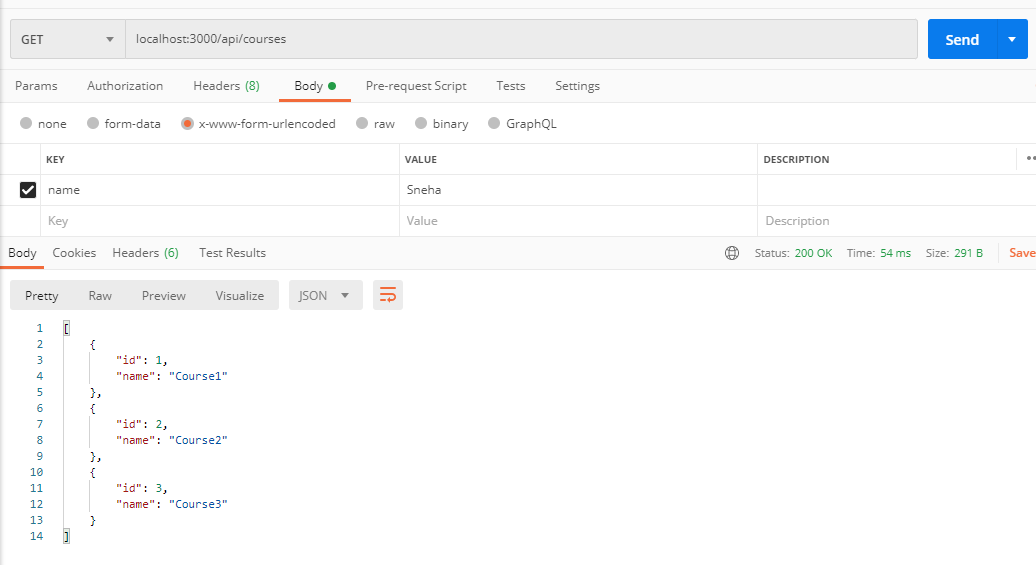 GET localhost:3000/api/courses Send
Params Authorization Headers (8) Body Pre-request Script Tests Settings
none form-data x-www-form-urlencoded raw binary GraphQL
KEY VALUE DESCRIPTION
name Sneha
Key Value Description
Body Cookies Headers (6) Test Results Status: 200 OK Time: 54 ms Size: 291 B Save
Pretty Raw Preview Visualize JSON
1 [
2 {
3 "id": 1,
4 "name": "Course1"
5 },
6 {
7 "id": 2,
8 "name": "Course2"
9 },
10 {
11 "id": 3,
12 "name": "Course3"
13 }
14 ]